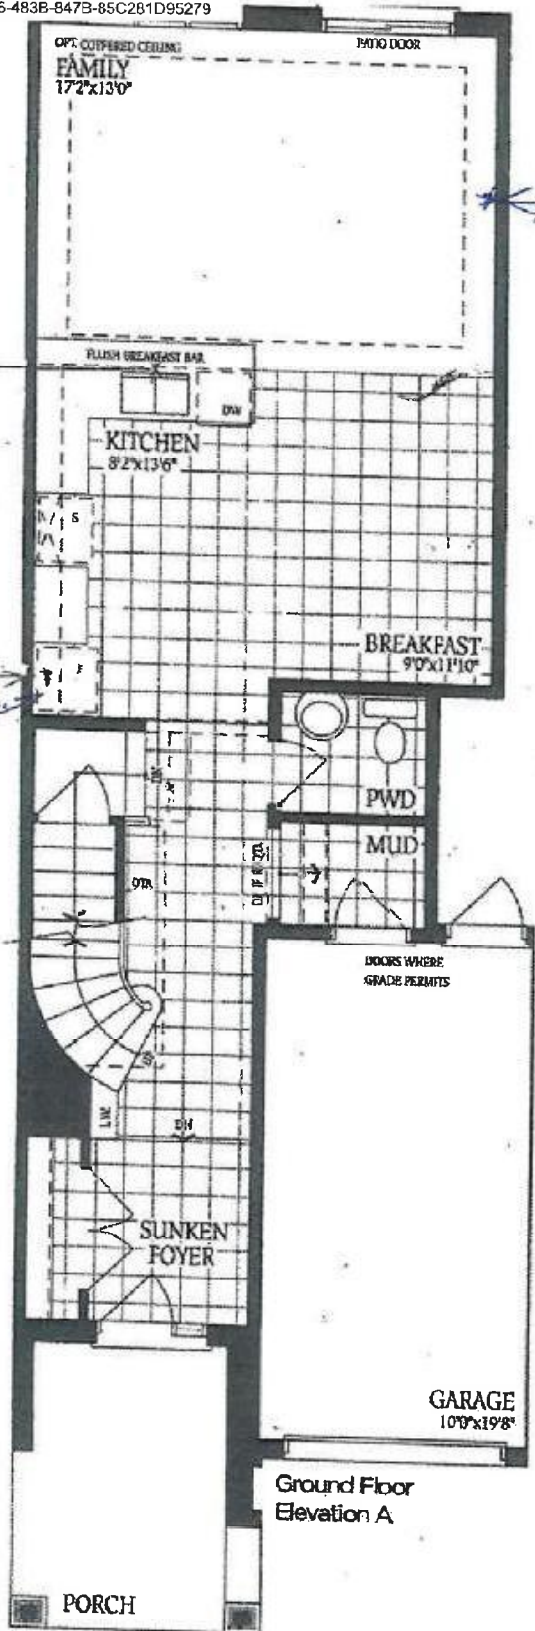 6-483B-847B-85C281D95279
OPT. COFFERED CEILING
PATIO DOOR
FAMILY
17'2"x13'0"
FLUSH BREAKFAST BAR
DW
KITCHEN
8'2"x13'6"
S
BREAKFAST
9'0"x11'10"
F
PWD
DN
MUD
OTA
DOORS WHERE
GRADE PERMITS
UP
DN
SUNKEN
FOYER
GARAGE
10'0"x19'8"
Ground Floor
Elevation A
PORCH